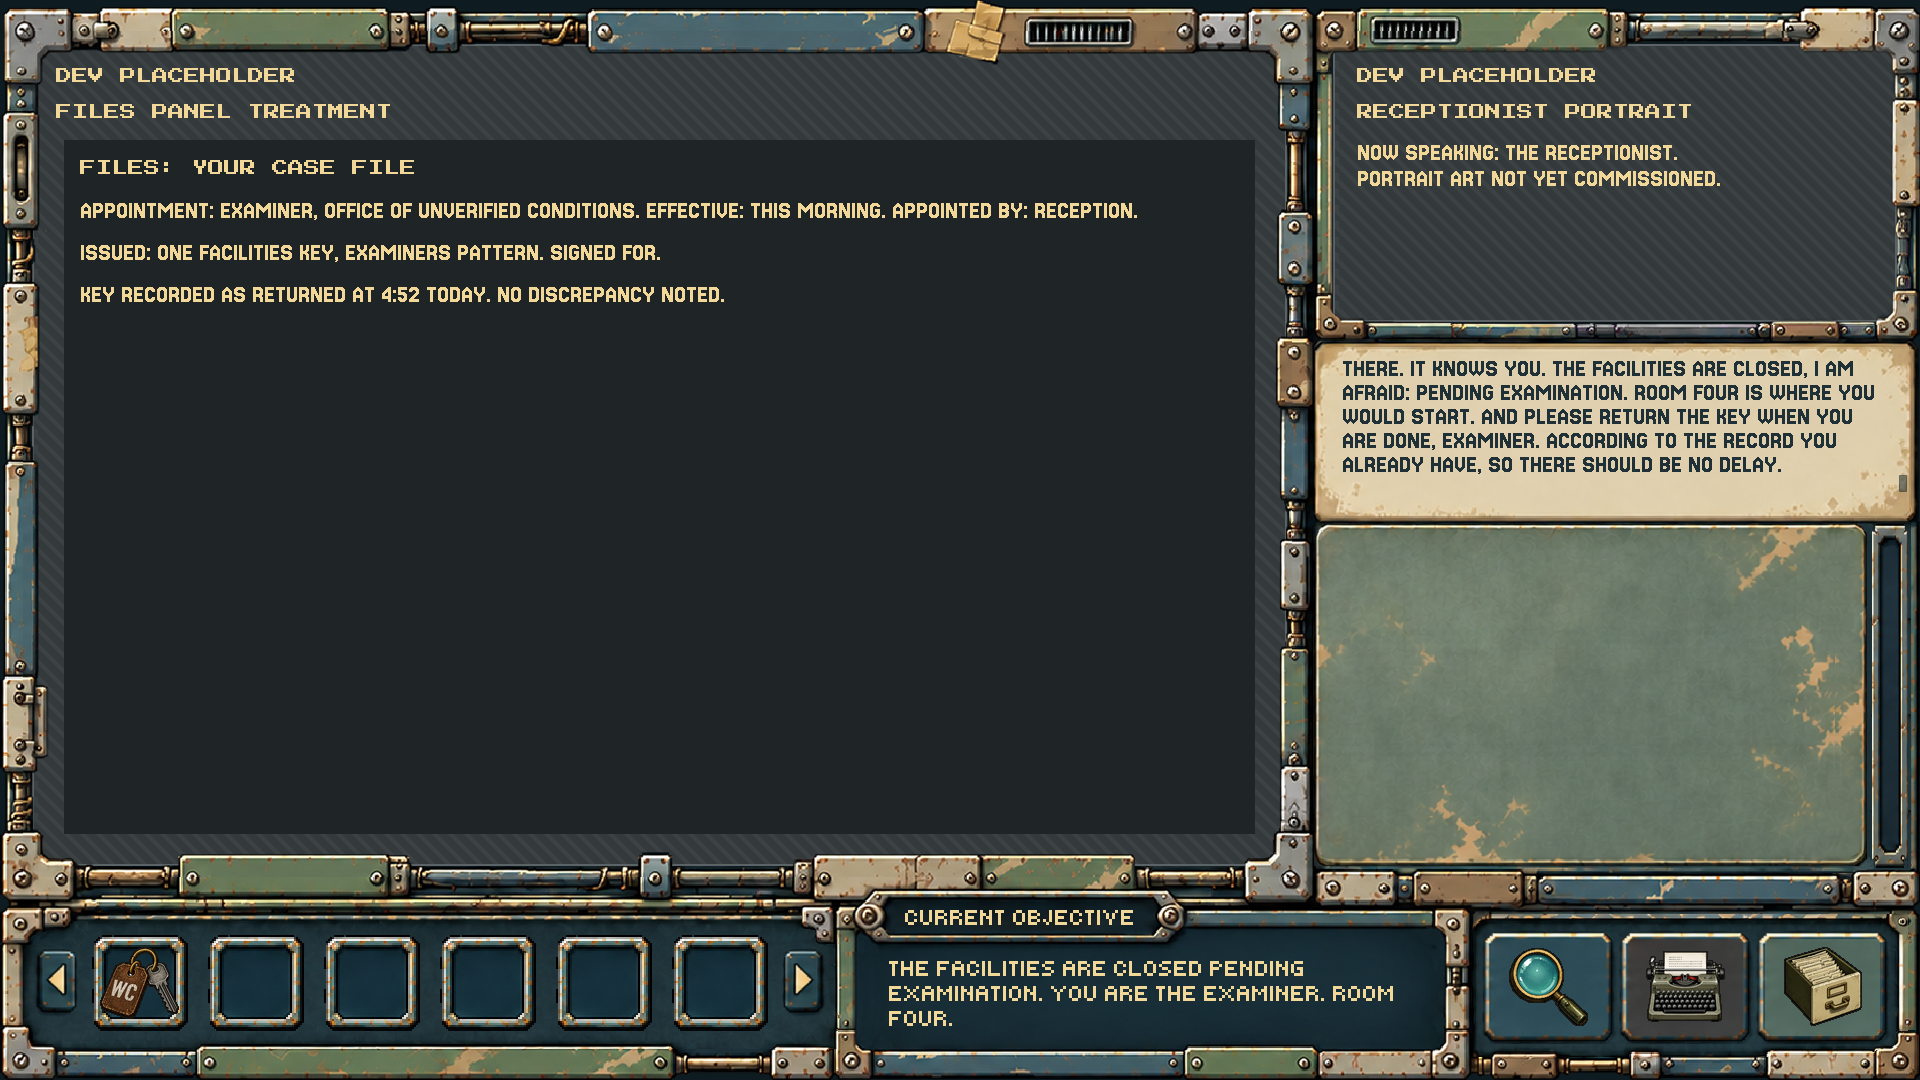 DEV PLACEHOLDER
FILES PANEL TREATMENT
FILES: YOUR CASE FILE
APPOINTMENT: EXAMINER, OFFICE OF UNVERIFIED CONDITIONS. EFFECTIVE: THIS MORNING. APPOINTED BY: RECEPTION.
ISSUED: ONE FACILITIES KEY, EXAMINERS PATTERN. SIGNED FOR.
KEY RECORDED AS RETURNED AT 4:52 TODAY. NO DISCREPANCY NOTED.
DEV PLACEHOLDER
RECEPTIONIST PORTRAIT
NOW SPEAKING: THE RECEPTIONIST.
PORTRAIT ART NOT YET COMMISSIONED.
THERE. IT KNOWS YOU. THE FACILITIES ARE CLOSED, I AM
AFRAID: PENDING EXAMINATION. ROOM FOUR IS WHERE YOU
WOULD START. AND PLEASE RETURN THE KEY WHEN YOU
ARE DONE, EXAMINER. ACCORDING TO THE RECORD YOU
ALREADY HAVE, SO THERE SHOULD BE NO DELAY.
WC
CURRENT OBJECTIVE
THE FACILITIES ARE CLOSED PENDING
EXAMINATION. YOU ARE THE EXAMINER. ROOM
FOUR.